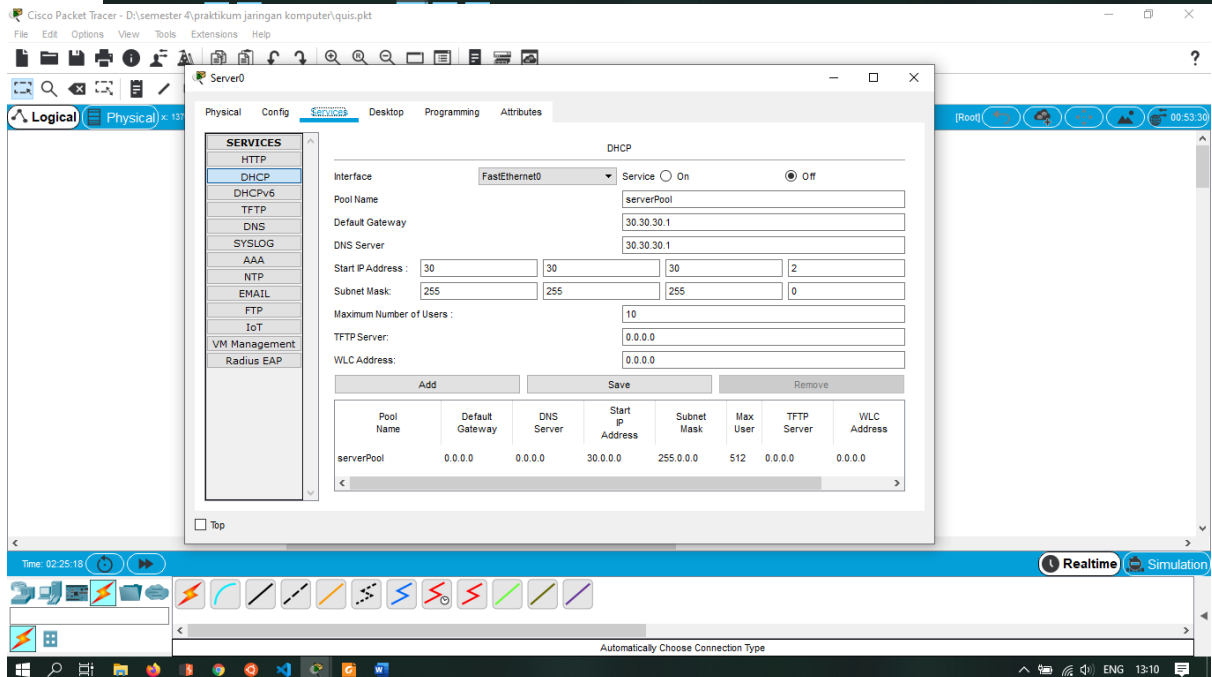 Cisco Packet Tracer - D:\semester 4\praktikum jaringan komputer\quis.pkt
File Edit Options View Tools Extensions Help
?
Server0
Logical Physical x: 137
[Root] 00:53:30
Physical Config Services Desktop Programming Attributes
SERVICES
HTTP
DHCP
DHCPv6
TFTP
DNS
SYSLOG
AAA
NTP
EMAIL
FTP
IoT
VM Management
Radius EAP
DHCP
Interface FastEthernet0 Service On Off
Pool Name serverPool
Default Gateway 30.30.30.1
DNS Server 30.30.30.1
Start IP Address : 30 30 30 2
Subnet Mask: 255 255 255 0
Maximum Number of Users : 10
TFTP Server: 0.0.0.0
WLC Address: 0.0.0.0
Add Save Remove
Pool Name Default Gateway DNS Server Start IP Address Subnet Mask Max User TFTP Server WLC Address
serverPool 0.0.0.0 0.0.0.0 30.0.0.0 255.0.0.0 512 0.0.0.0 0.0.0.0
Top
Time: 02:25:18
Realtime Simulation
Automatically Choose Connection Type
ENG 13:10